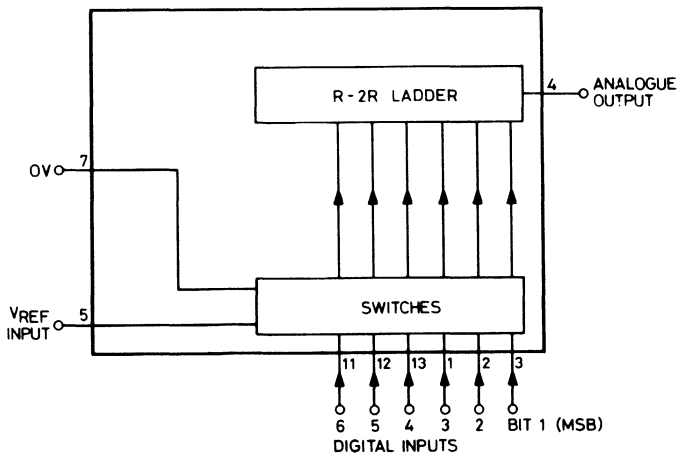 R-2R LADDER
4
ANALOGUE
OUTPUT
7
0V
SWITCHES
5
VREF
INPUT
11 12 13 1 2 3
6 5 4 3 2 BIT 1 (MSB)
DIGITAL INPUTS